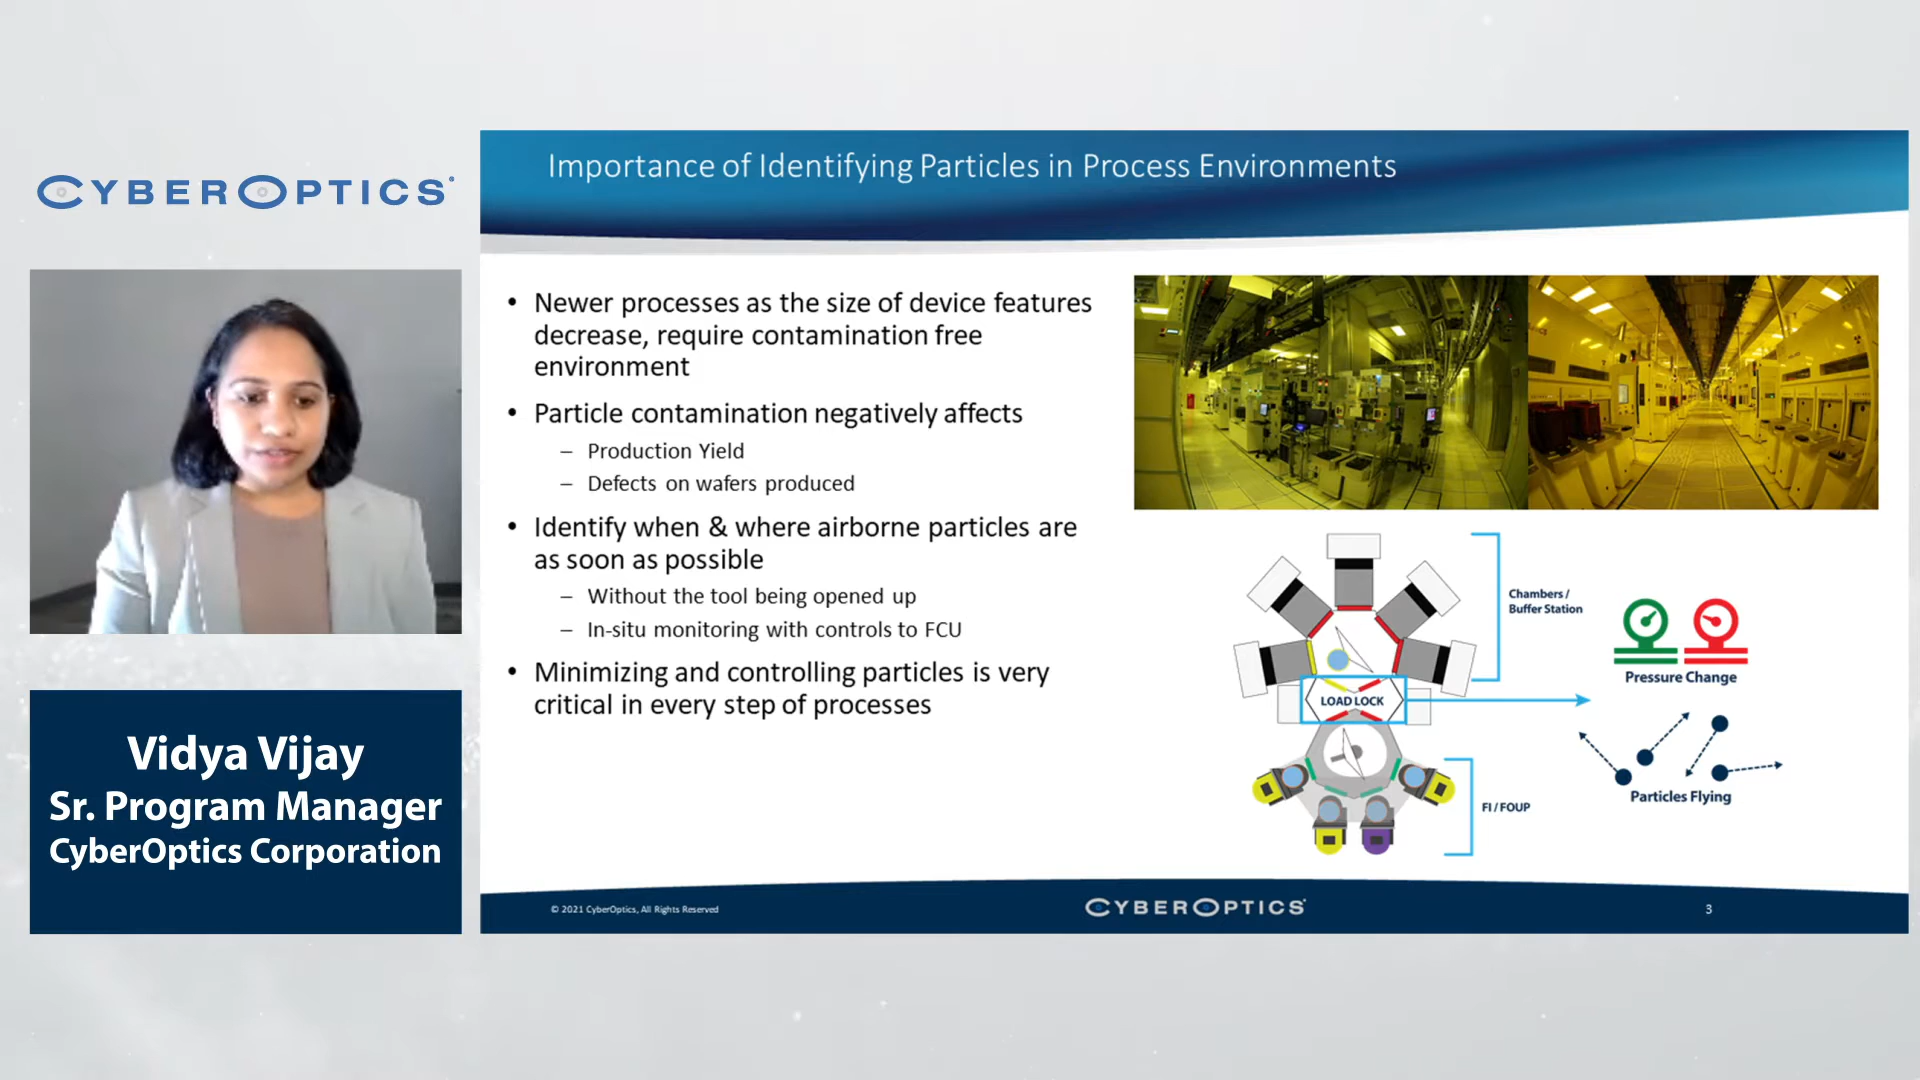 CYBEROPTICS
Vidya Vijay
Sr. Program Manager
CyberOptics Corporation
Importance of Identifying Particles in Process Environments
• Newer processes as the size of device features
decrease, require contamination free
environment
• Particle contamination negatively affects
– Production Yield
– Defects on wafers produced
• Identify when & where airborne particles are
as soon as possible
– Without the tool being opened up
– In-situ monitoring with controls to FCU
• Minimizing and controlling particles is very
critical in every step of processes
Chambers /
Buffer Station
LOAD LOCK
Pressure Change
Particles Flying
FI / FOUP
© 2021 CyberOptics, All Rights Reserved
CYBEROPTICS
3